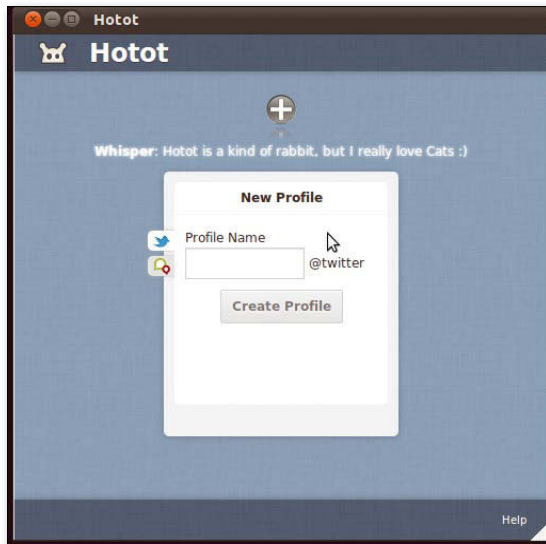 Hotot
Hotot
Whisper: Hotot is a kind of rabbit, but I really love Cats :)
New Profile
Profile Name
@twitter
Create Profile
Help